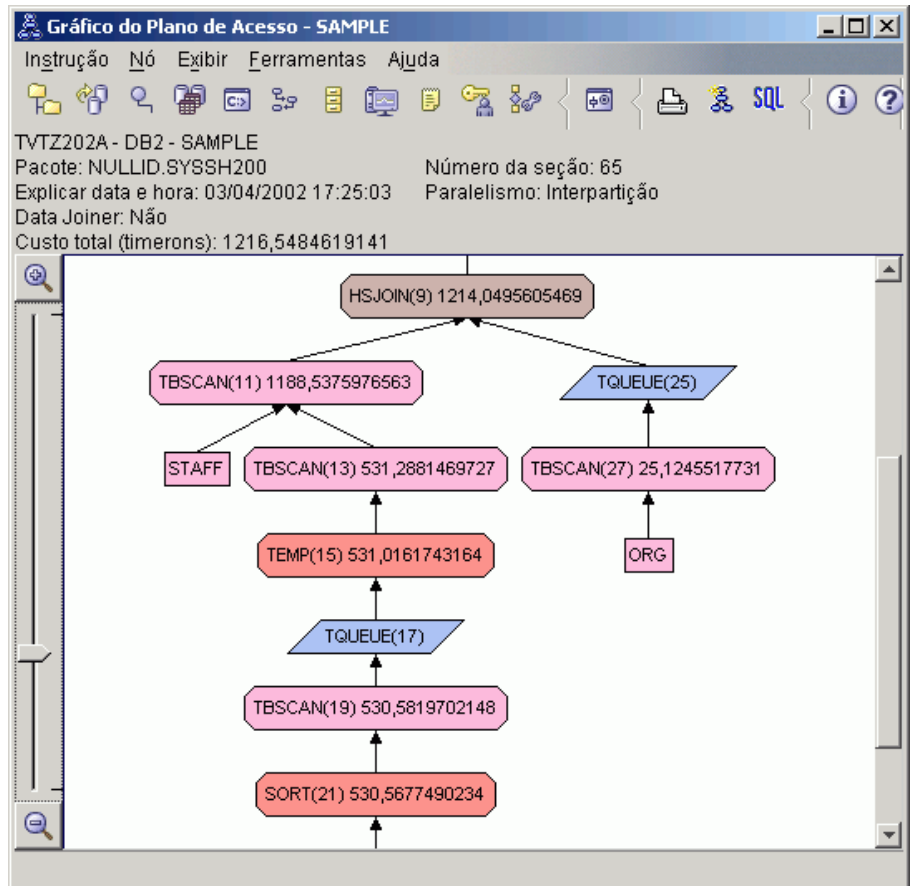 Gráfico do Plano de Acesso - SAMPLE
Instrução Nó Exibir Ferramentas Ajuda
C:> SQL i ?
TVTZ202A - DB2 - SAMPLE
Pacote: NULLID.SYSSH200 Número da seção: 65
Explicar data e hora: 03/04/2002 17:25:03 Paralelismo: Interpartição
Data Joiner: Não
Custo total (timerons): 1216,5484619141
HSJOIN(9) 1214,0495605469
TBSCAN(11) 1188,5375976563 TQUEUE(25)
STAFF TBSCAN(13) 531,2881469727 TBSCAN(27) 25,1245517731
TEMP(15) 531,0161743164 ORG
TQUEUE(17)
TBSCAN(19) 530,5819702148
SORT(21) 530,5677490234